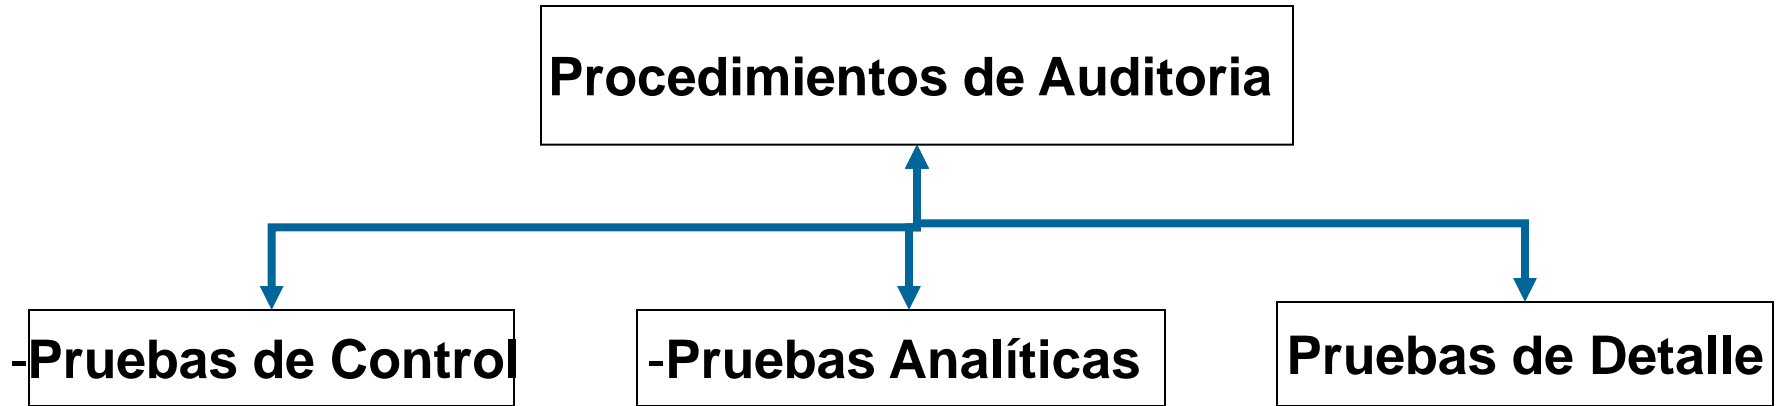 Procedimientos de Auditoria
-Pruebas de Control
-Pruebas Analíticas
Pruebas de Detalle